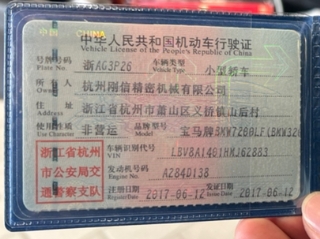 中华人民共和国机动车行驶证
Vehicle License of the People's Republic of China
号牌号码 浙AG3P26 车辆类型 小型轿车
Plate No. Vehicle Type
所有人 杭州刚信精密机械有限公司
Owner
住址 浙江省杭州市萧山区义桥镇山后村
Address
使用性质 非营运 品牌型号 宝马牌BMW7200LF(BMW320
Use Character Model
浙江省杭州市公安局交通警察支队
车辆识别代号 LBV8A1401HMJ62883
VIN
发动机号码 A284D138
Engine No.
注册日期 2017-06-12 发证日期 2017-06-12
Register Date Issue Date